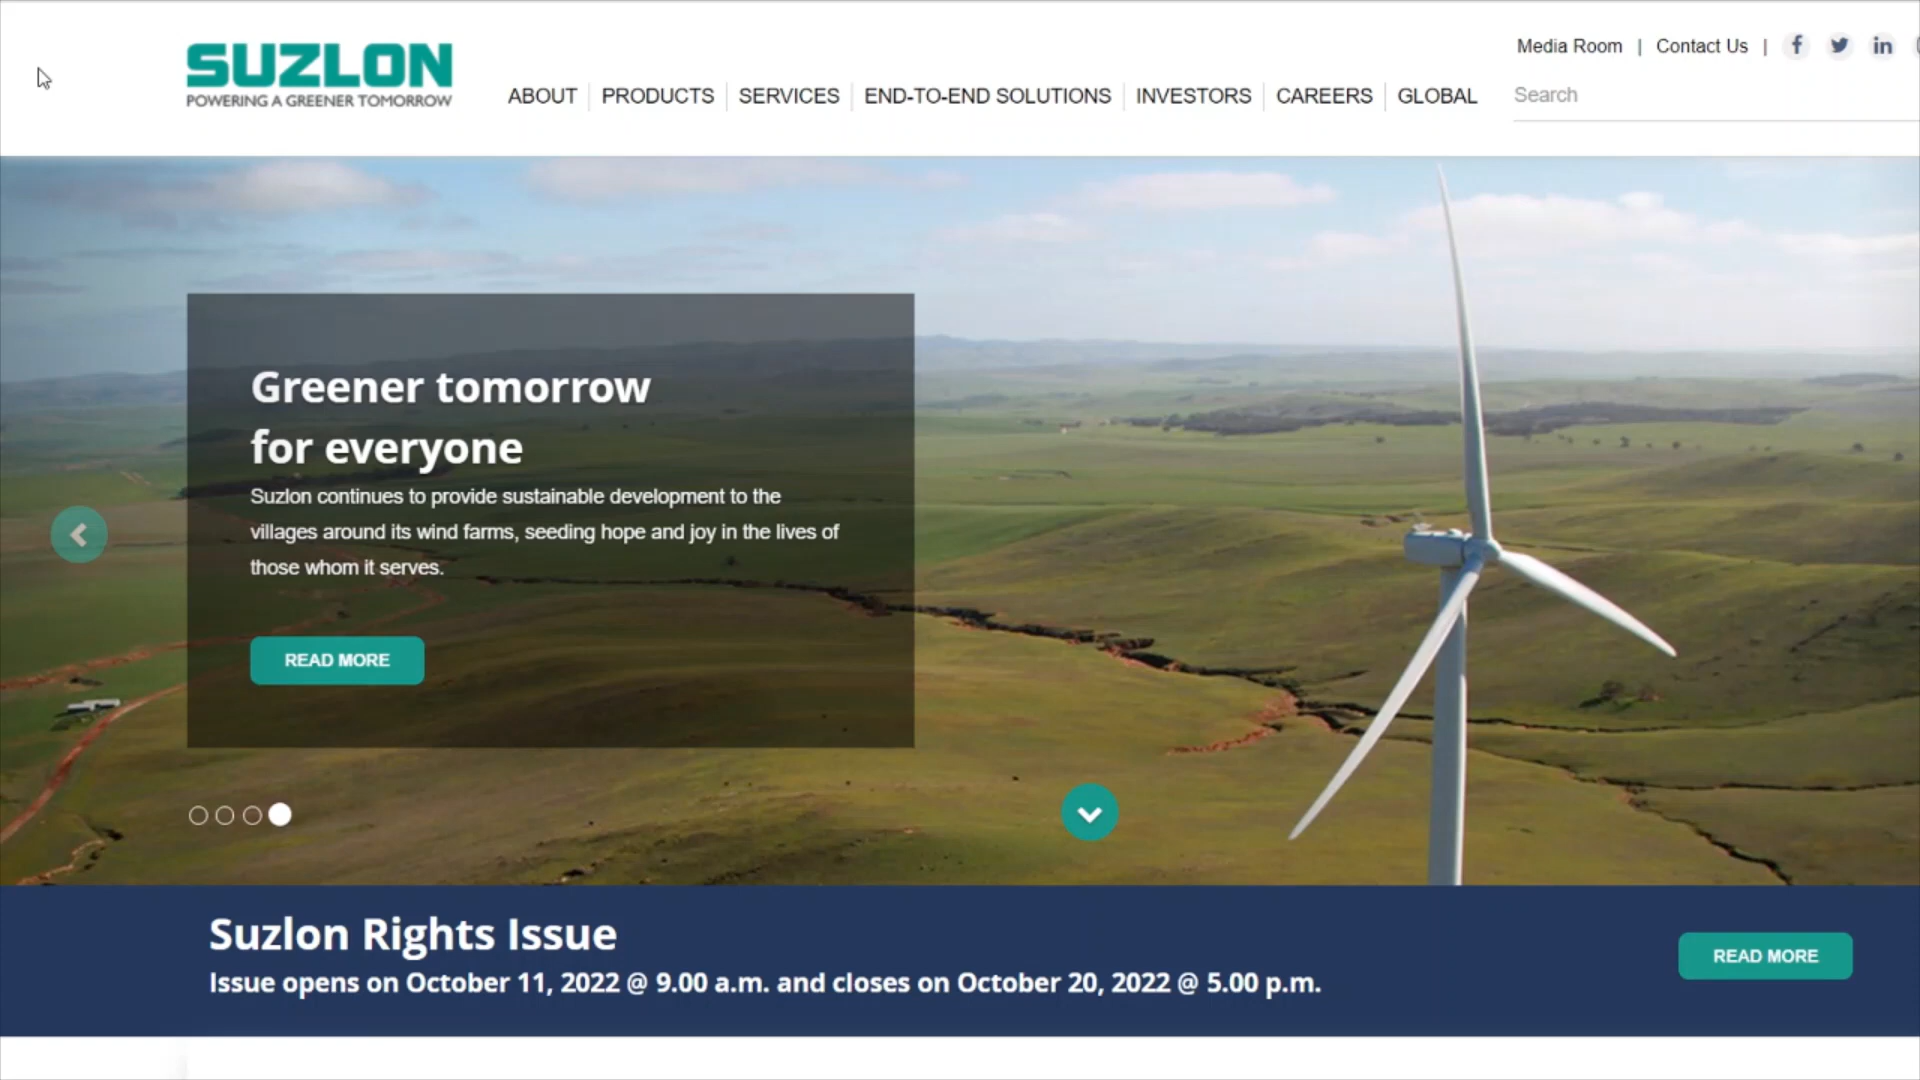 SUZLON
POWERING A GREENER TOMORROW
Media Room | Contact Us |
ABOUT PRODUCTS SERVICES END-TO-END SOLUTIONS INVESTORS CAREERS GLOBAL
Search
Greener tomorrow
for everyone
Suzlon continues to provide sustainable development to the
villages around its wind farms, seeding hope and joy in the lives of
those whom it serves.
READ MORE
Suzlon Rights Issue
Issue opens on October 11, 2022 @ 9.00 a.m. and closes on October 20, 2022 @ 5.00 p.m.
READ MORE